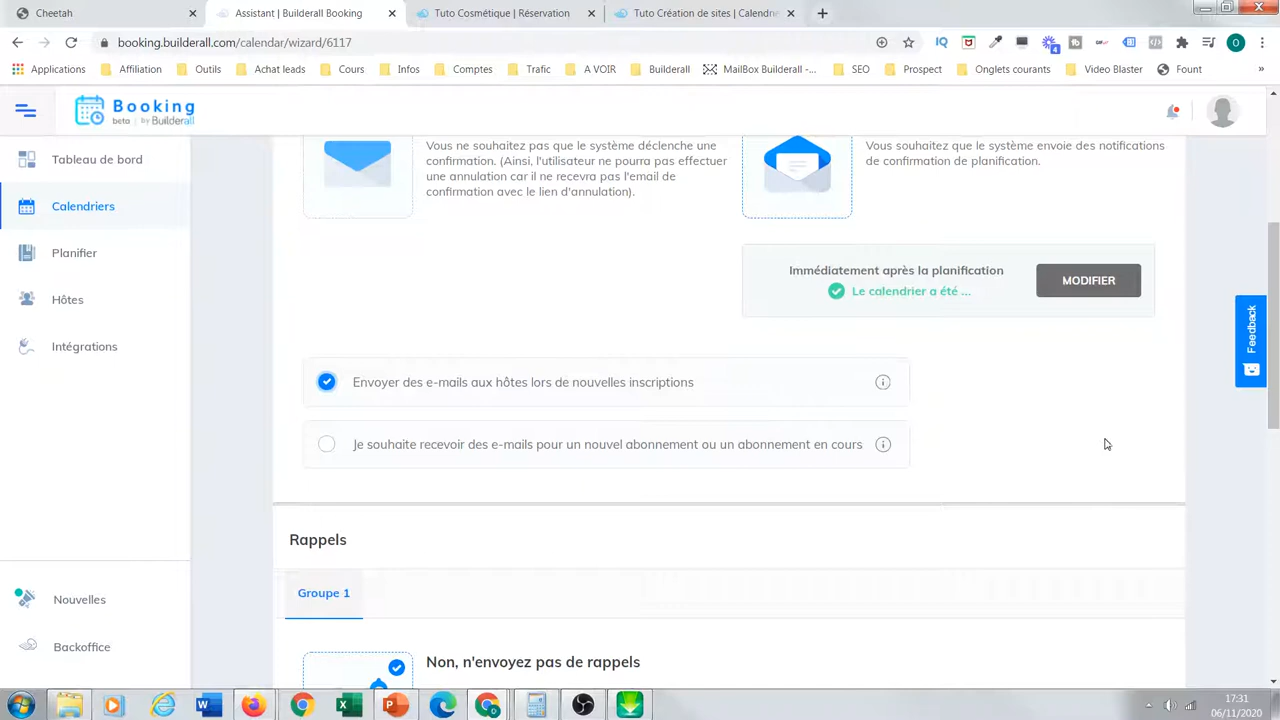 Cheetah
Assistant | Builderall Booking
Tuto Cosmétique | Réserva
Tuto Création de sites | Calendrie
booking.builderall.com/calendar/wizard/6117
Applications
Affiliation
Outils
Achat leads
Cours
Infos
Comptes
Trafic
A VOIR
Builderall
MailBox Builderall -...
SEO
Prospect
Onglets courants
Video Blaster
Fount
»
Booking
beta | by Builderall
Tableau de bord
Calendriers
Planifier
Hôtes
Intégrations
Nouvelles
Backoffice
Vous ne souhaitez pas que le système déclenche une
confirmation. (Ainsi, l'utilisateur ne pourra pas effectuer
une annulation car il ne recevra pas l'email de
confirmation avec le lien d'annulation).
Vous souhaitez que le système envoie des notifications
de confirmation de planification.
Immédiatement après la planification
Le calendrier a été ...
MODIFIER
Envoyer des e-mails aux hôtes lors de nouvelles inscriptions
Je souhaite recevoir des e-mails pour un nouvel abonnement ou un abonnement en cours
Feedback
Rappels
Groupe 1
Non, n'envoyez pas de rappels
17:31
06/11/2020